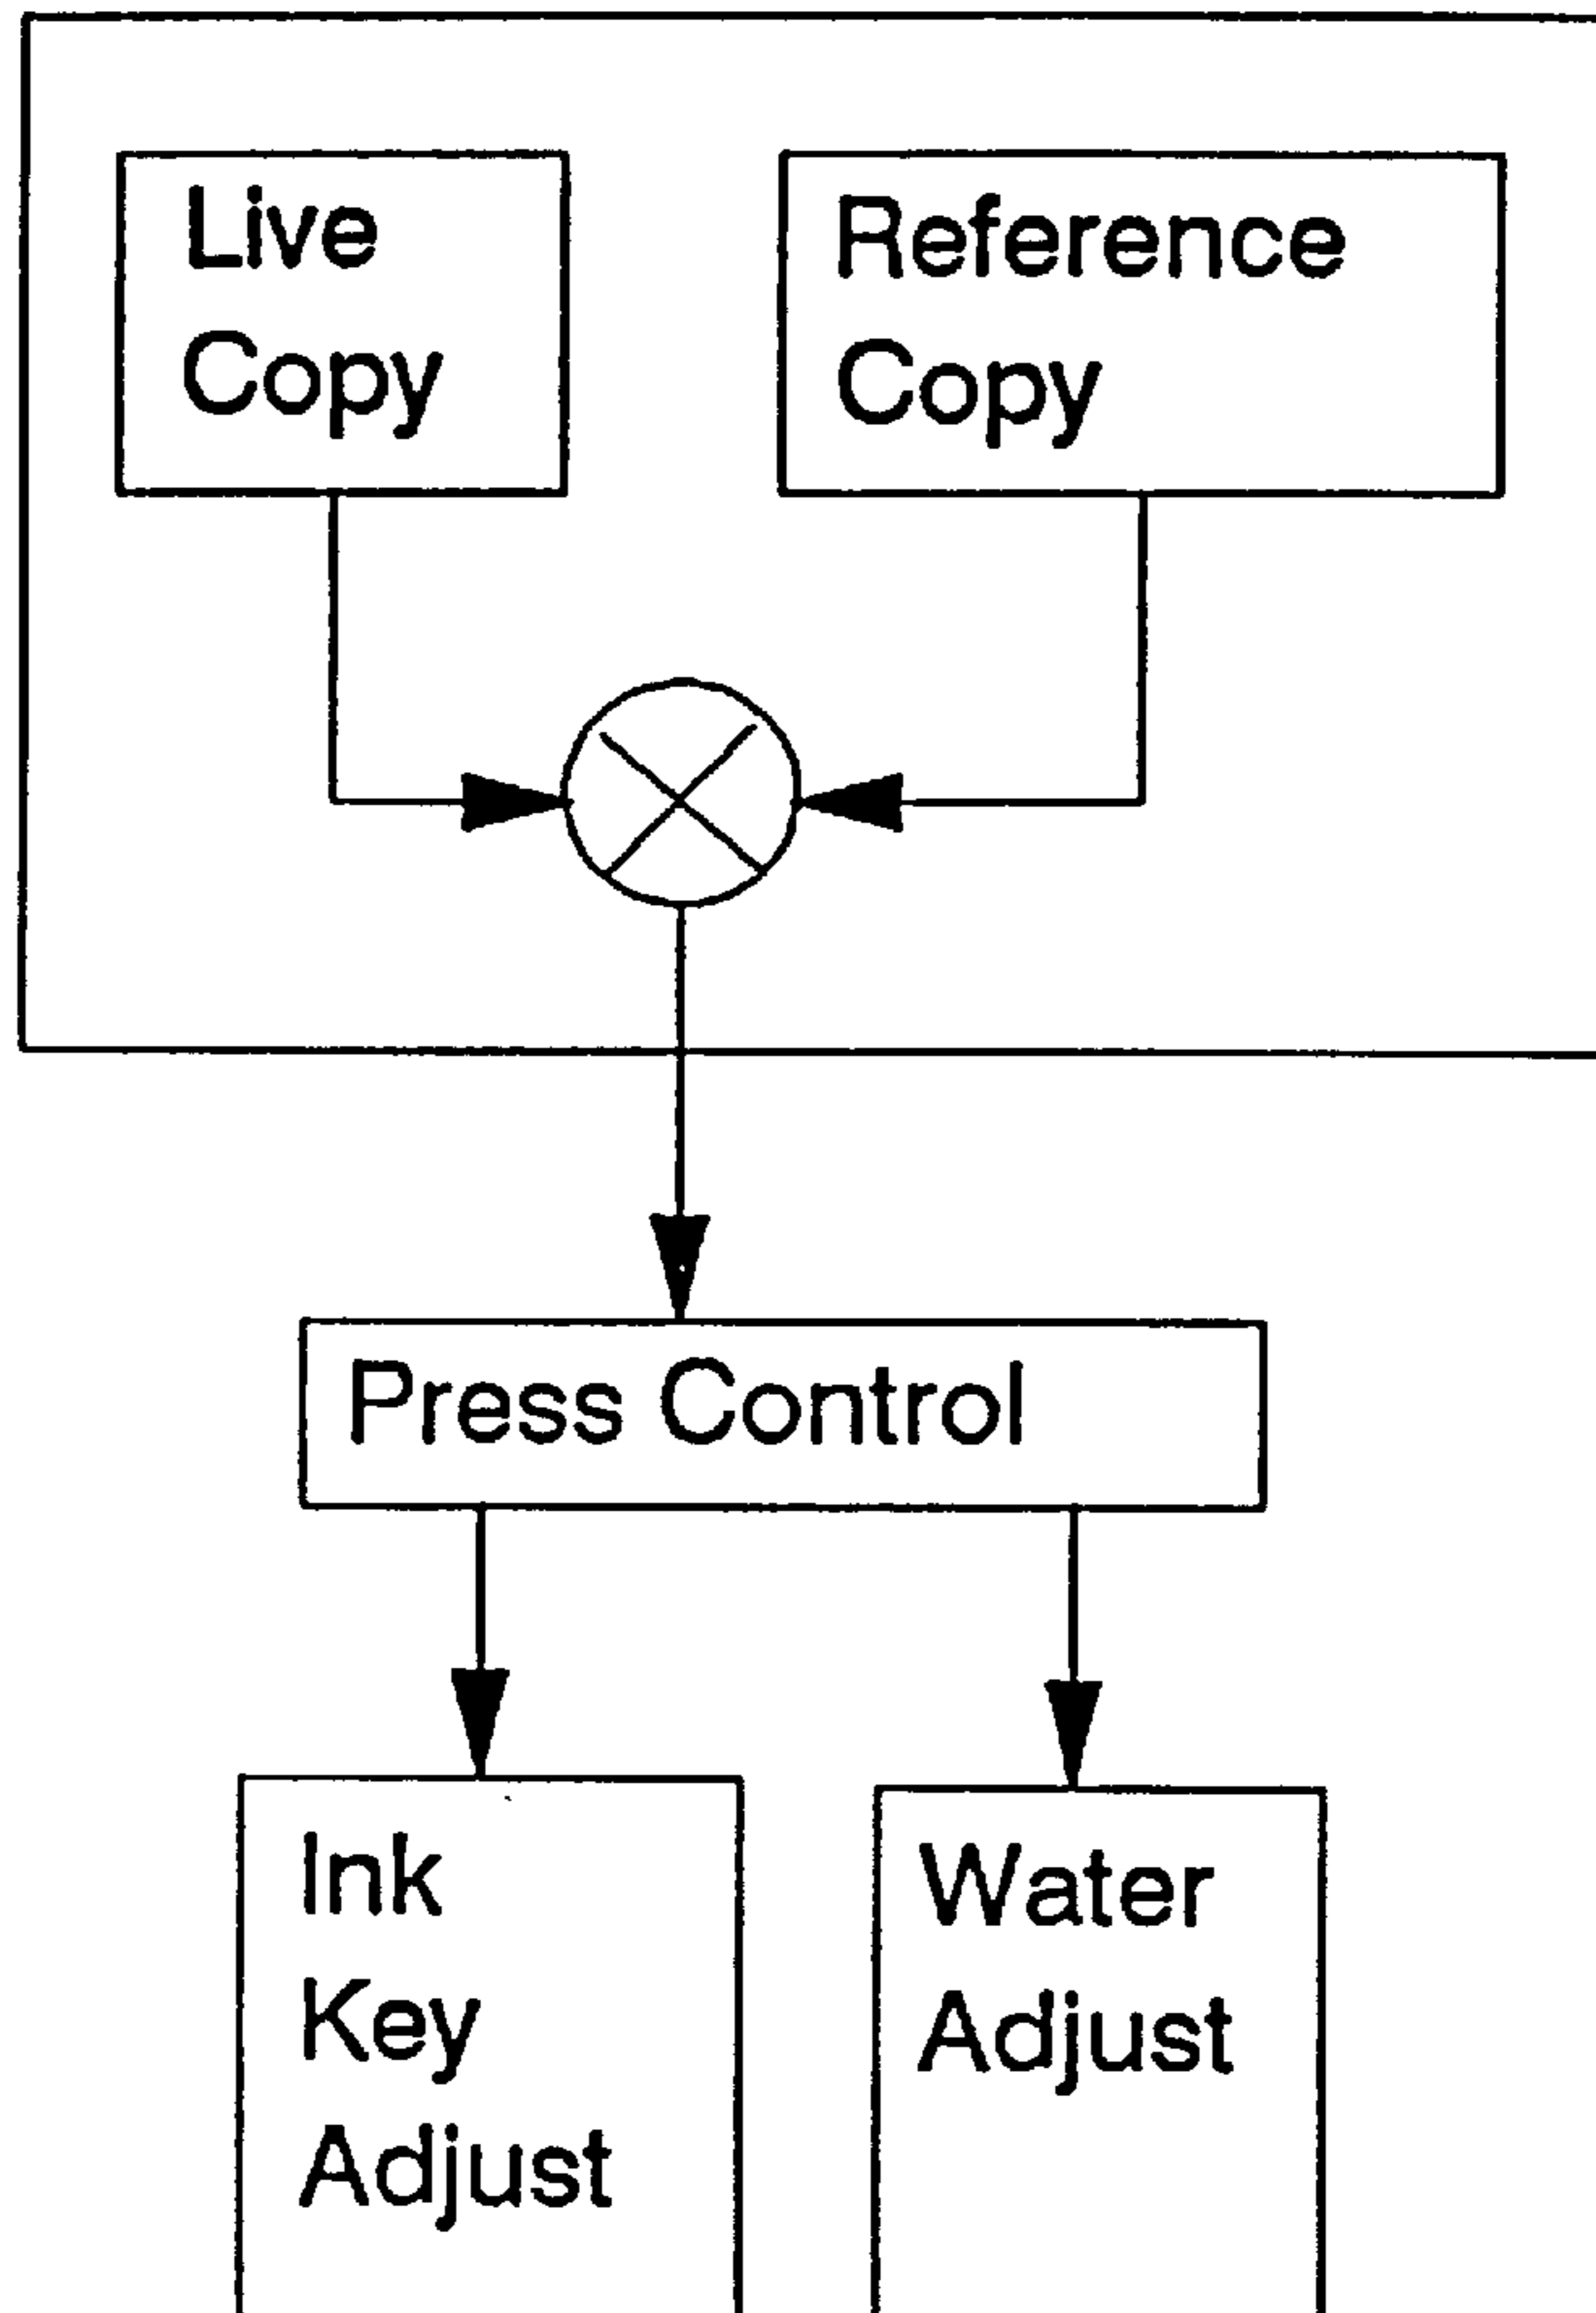 Live
Copy
Reference
Copy
Press Control
Ink
Key
Adjust
Water
Adjust